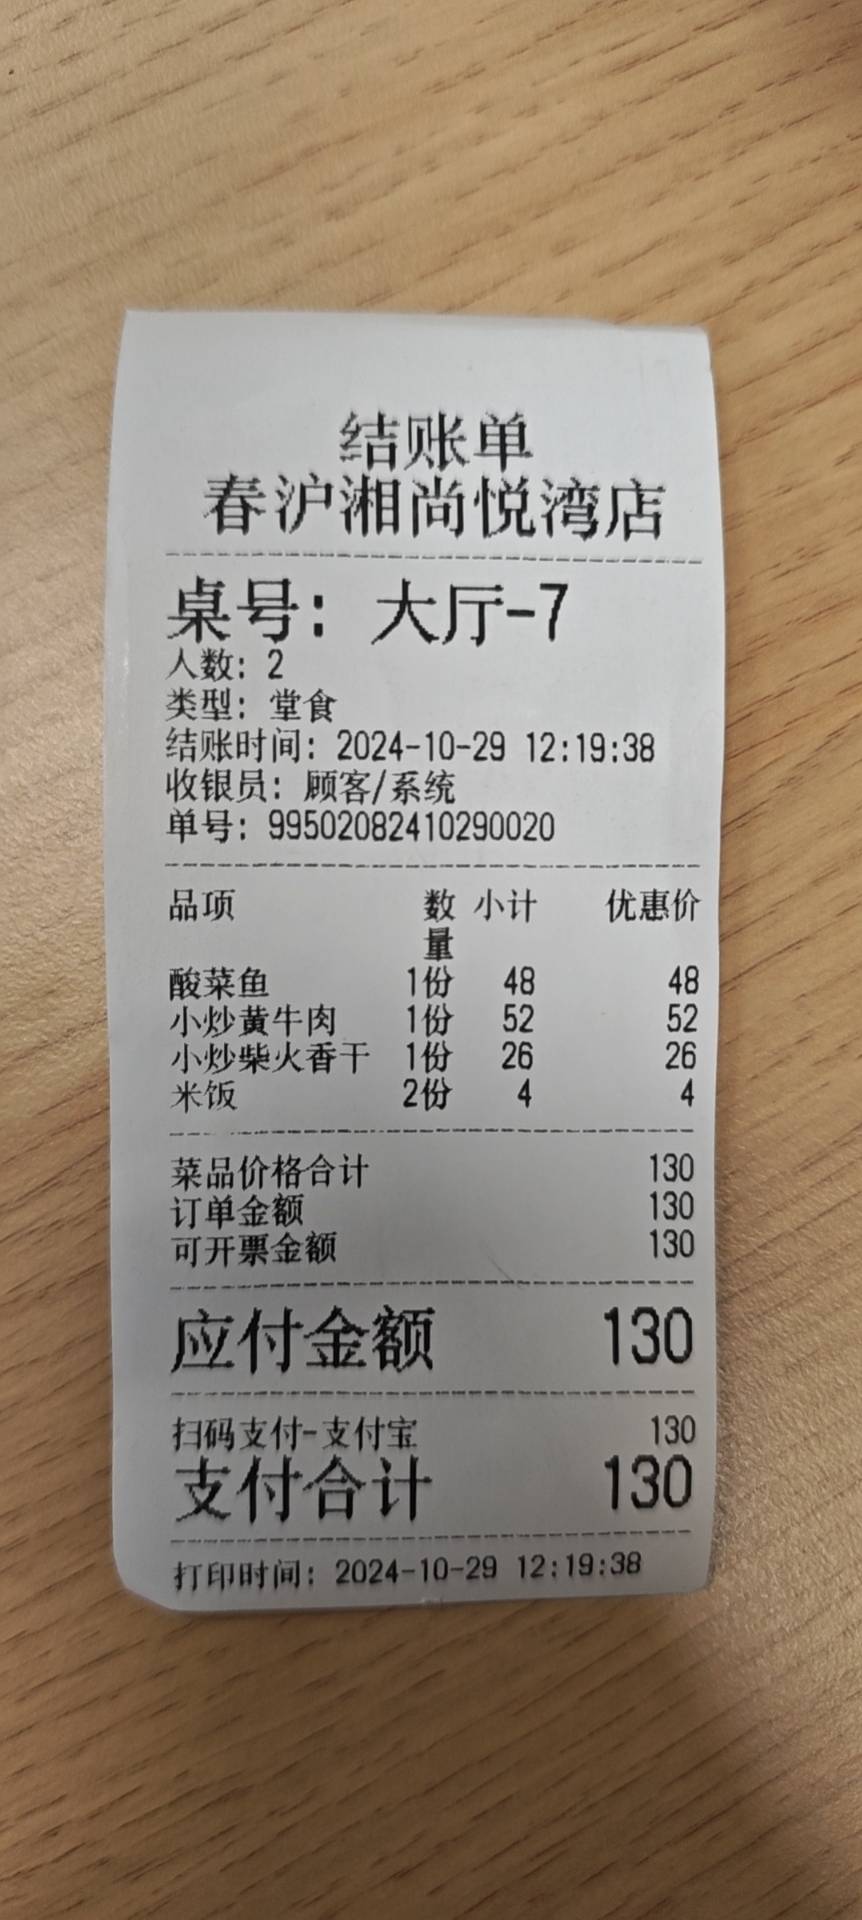 结账单
春沪湘尚悦湾店
桌号: 大厅-7
人数: 2
类型: 堂食
结账时间: 2024-10-29 12:19:38
收银员: 顾客/系统
单号: 99502082410290020
品项 数量 小计 优惠价
酸菜鱼 1份 48 48
小炒黄牛肉 1份 52 52
小炒柴火香干 1份 26 26
米饭 2份 4 4
菜品价格合计 130
订单金额 130
可开票金额 130
应付金额 130
扫码支付-支付宝 130
支付合计 130
打印时间: 2024-10-29 12:19:38